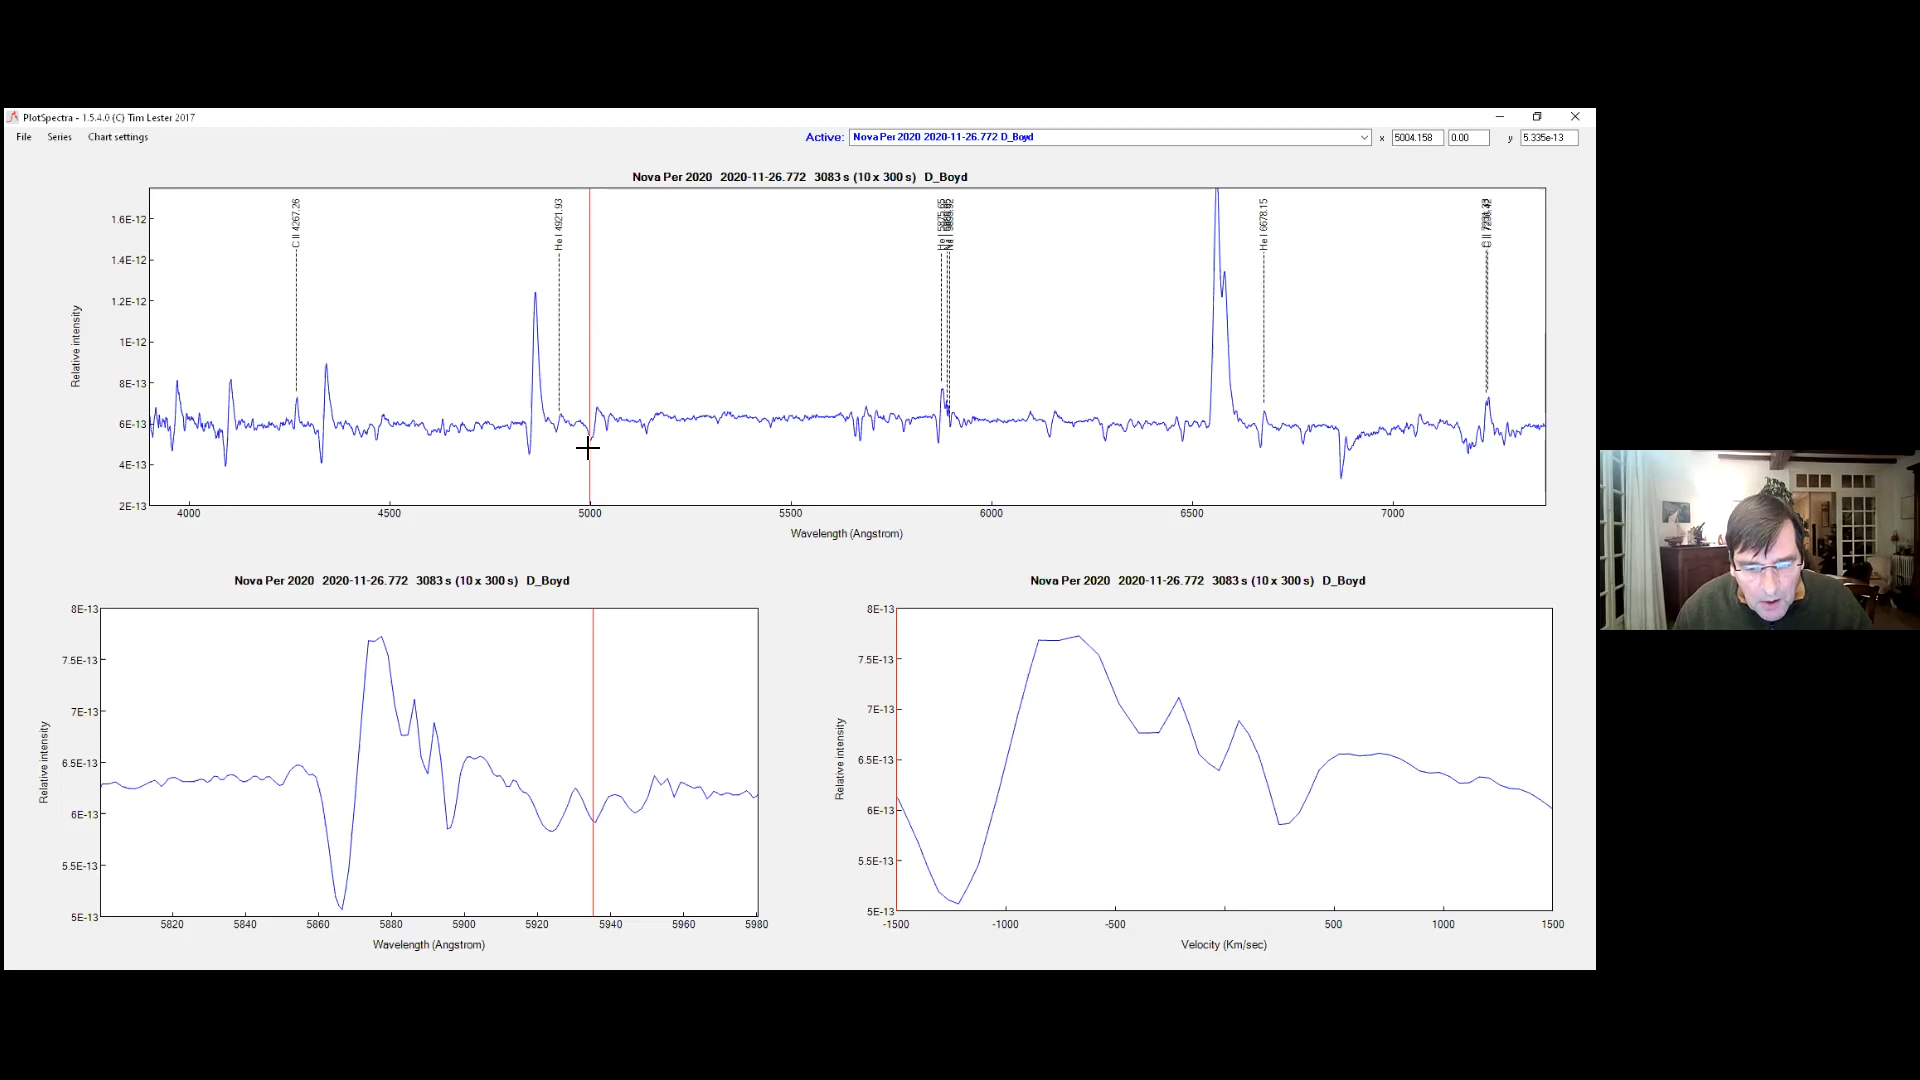 PlotSpectra - 1.5.4.0 (C) Tim Lester 2017
File Series Chart settings
Active: Nova Per 2020 2020-11-26.772 D_Boyd x 5004.158 0.00 y 5.335e-13
Nova Per 2020 2020-11-26.772 3083 s (10 x 300 s) D_Boyd
Relative intensity
1.6E-12
1.4E-12
1.2E-12
1E-12
8E-13
6E-13
4E-13
2E-13
C II 4267.26
He I 4921.93
He I 5875.65
He I 6678.15
4000 4500 5000 5500 6000 6500 7000
Wavelength (Angstrom)
Nova Per 2020 2020-11-26.772 3083 s (10 x 300 s) D_Boyd
Relative intensity
8E-13
7.5E-13
7E-13
6.5E-13
6E-13
5.5E-13
5E-13
5820 5840 5860 5880 5900 5920 5940 5960 5980
Wavelength (Angstrom)
Nova Per 2020 2020-11-26.772 3083 s (10 x 300 s) D_Boyd
Relative intensity
8E-13
7.5E-13
7E-13
6.5E-13
6E-13
5.5E-13
5E-13
-1500 -1000 -500 500 1000 1500
Velocity (Km/sec)